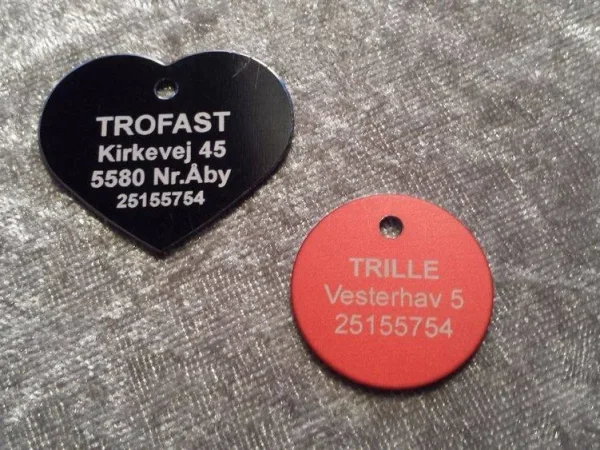 TROFAST
Kirkevej 45
5580 Nr.Åby
25155754
TRILLE
Vesterhav 5
25155754